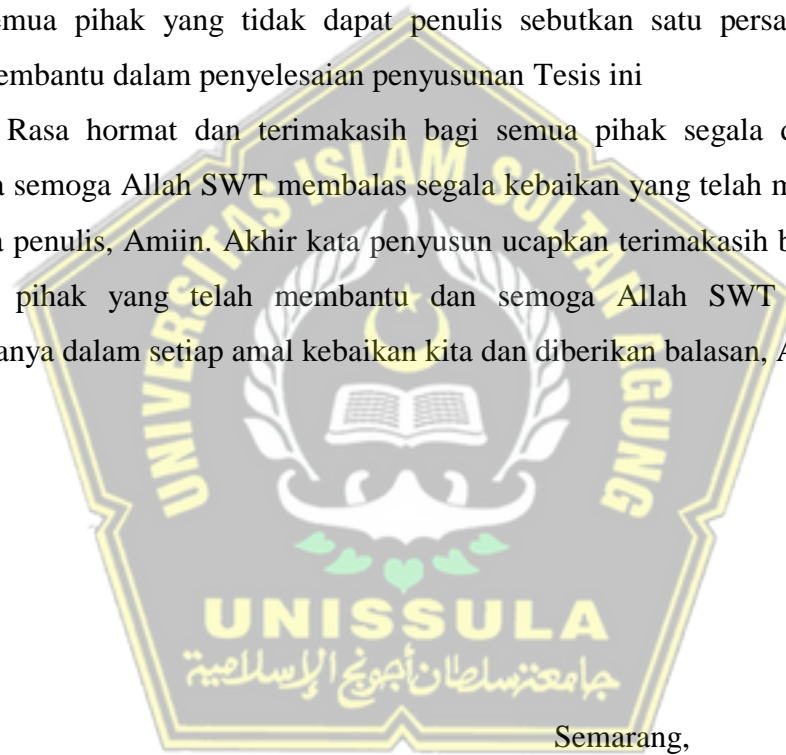 emua pihak yang tidak dapat penulis sebutkan satu persa
embantu dalam penyelesaian penyusunan Tesis ini
Rasa hormat dan terimakasih bagi semua pihak segala d
a semoga Allah SWT membalas segala kebaikan yang telah m
a penulis, Amiin. Akhir kata penyusun ucapkan terimakasih b
pihak yang telah membantu dan semoga Allah SWT
anya dalam setiap amal kebaikan kita dan diberikan balasan, A
UNIVERSITAS ISLAM SULTAN AGUNG
UNISSULA
جامعة سلطان أجونج الإسلامية
Semarang,